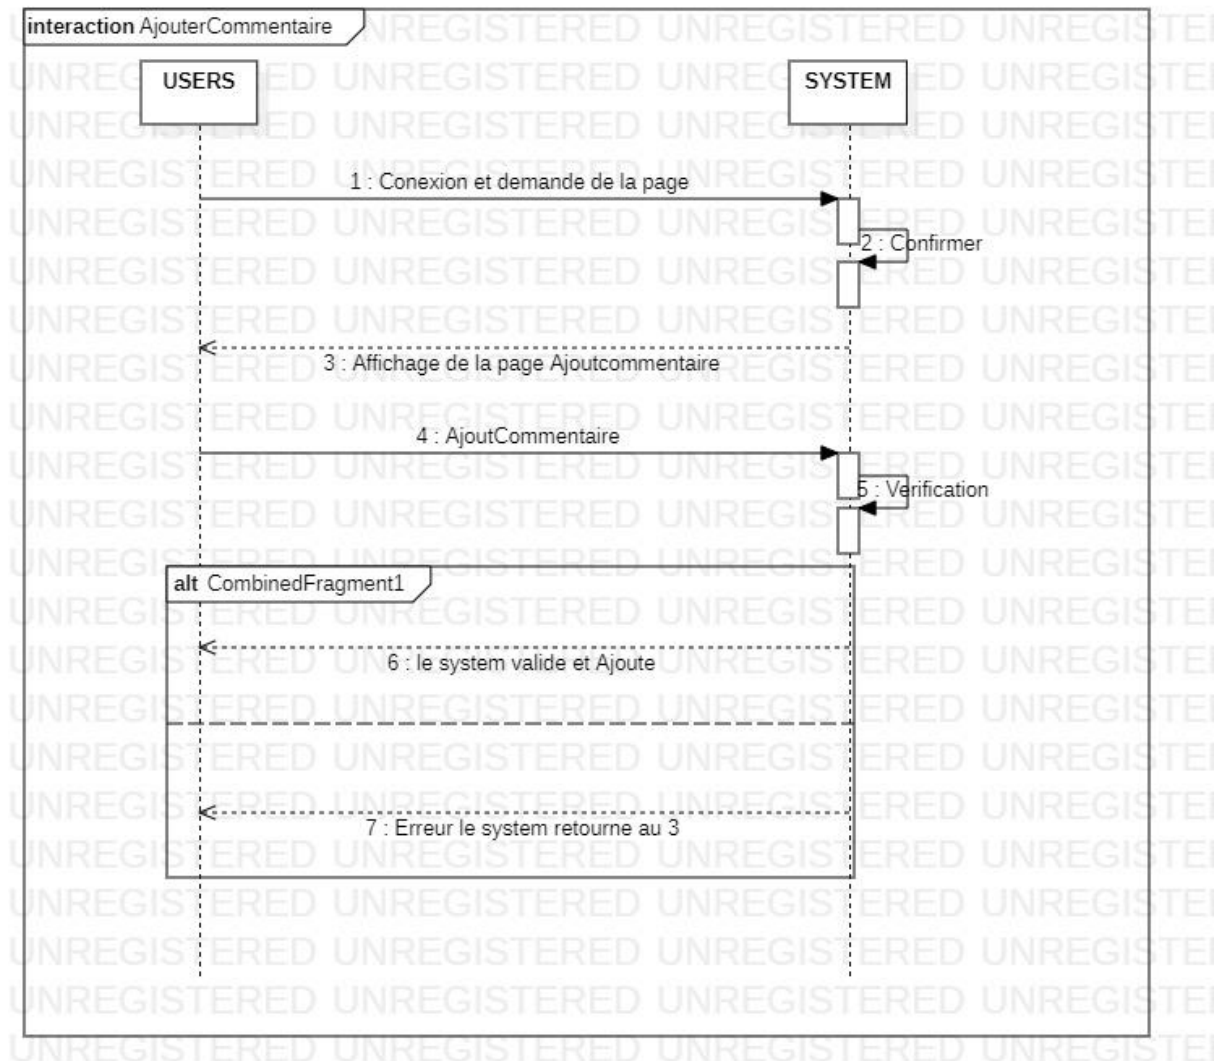 interaction AjouterCommentaire
USERS
SYSTEM
1 : Conexion et demande de la page
2 : Confirmer
3 : Affichage de la page Ajoutcommentaire
4 : AjoutCommentaire
5 : Verification
alt CombinedFragment1
6 : le system valide et Ajoute
7 : Erreur le system retourne au 3
UNREGISTERED